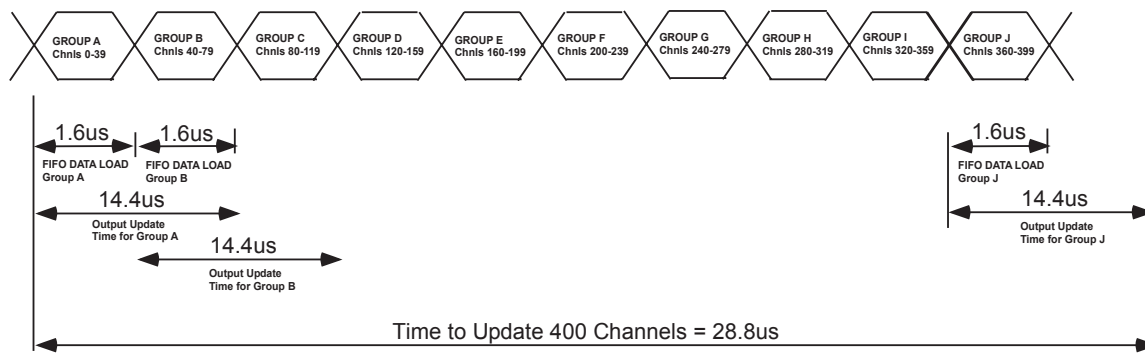 GROUP A
Chnls 0-39
GROUP B
Chnls 40-79
GROUP C
Chnls 80-119
GROUP D
Chnls 120-159
GROUP E
Chnls 160-199
GROUP F
Chnls 200-239
GROUP G
Chnls 240-279
GROUP H
Chnls 280-319
GROUP I
Chnls 320-359
GROUP J
Chnls 360-399
1.6us
FIFO DATA LOAD
Group A
1.6us
FIFO DATA LOAD
Group B
1.6us
FIFO DATA LOAD
Group J
14.4us
Output Update
Time for Group A
14.4us
Output Update
Time for Group J
14.4us
Output Update
Time for Group B
Time to Update 400 Channels = 28.8us